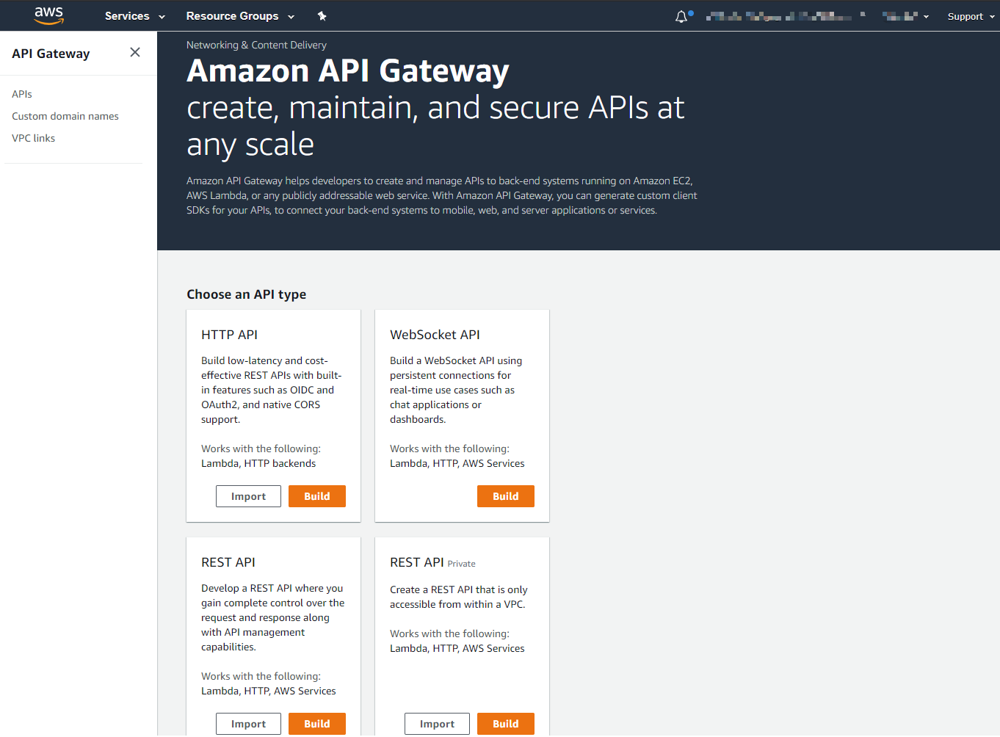 aws
Services
Resource Groups
Support
API Gateway
APIs
Custom domain names
VPC links
Networking & Content Delivery
Amazon API Gateway
create, maintain, and secure APIs at
any scale
Amazon API Gateway helps developers to create and manage APIs to back-end systems running on Amazon EC2,
AWS Lambda, or any publicly addressable web service. With Amazon API Gateway, you can generate custom client
SDKs for your APIs, to connect your back-end systems to mobile, web, and server applications or services.
Choose an API type
HTTP API
Build low-latency and cost-
effective REST APIs with built-
in features such as OIDC and
OAuth2, and native CORS
support.
Works with the following:
Lambda, HTTP backends
Import
Build
WebSocket API
Build a WebSocket API using
persistent connections for
real-time use cases such as
chat applications or
dashboards.
Works with the following:
Lambda, HTTP, AWS Services
Build
REST API
Develop a REST API where you
gain complete control over the
request and response along
with API management
capabilities.
Works with the following:
Lambda, HTTP, AWS Services
Import
Build
REST API Private
Create a REST API that is only
accessible from within a VPC.
Works with the following:
Lambda, HTTP, AWS Services
Import
Build